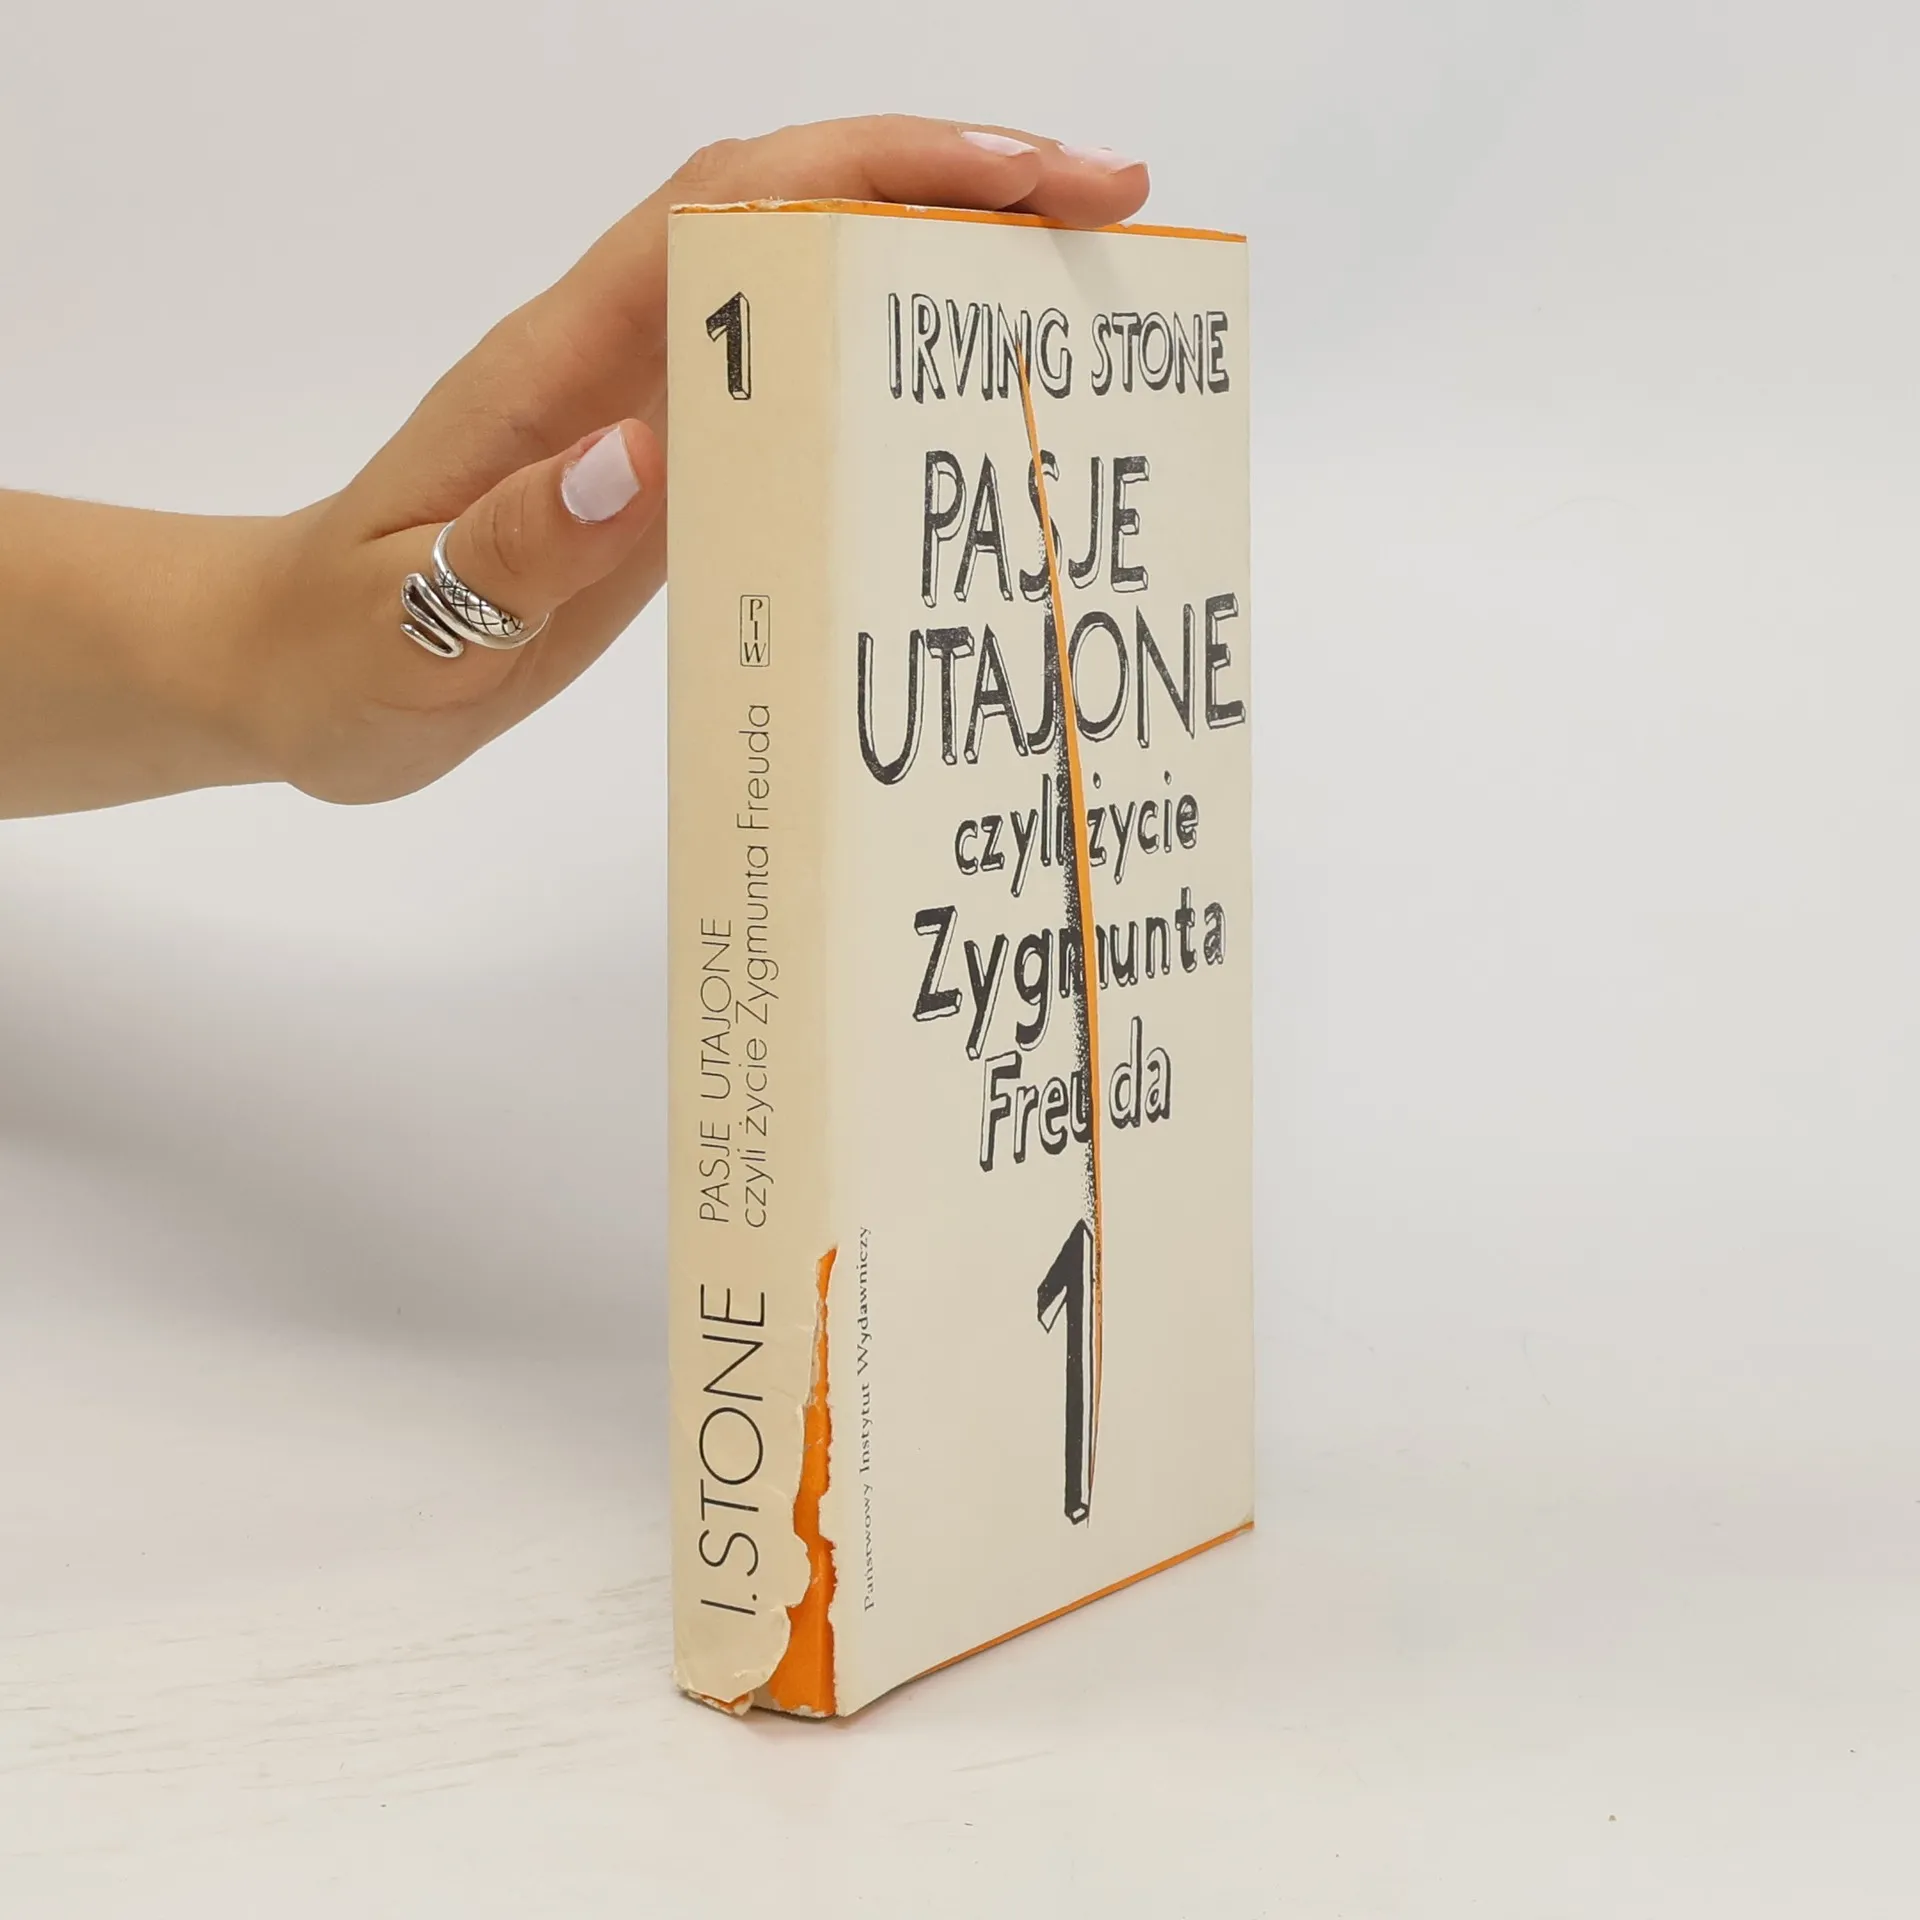 1
PIW
PASJE UTAJONE
czyli życie Zygmunta Freuda
I. STONE
IRVING STONE
PASJE
UTAJONE
czyli życie
Zygmunta
Freuda
1
Państwowy Instytut Wydawniczy